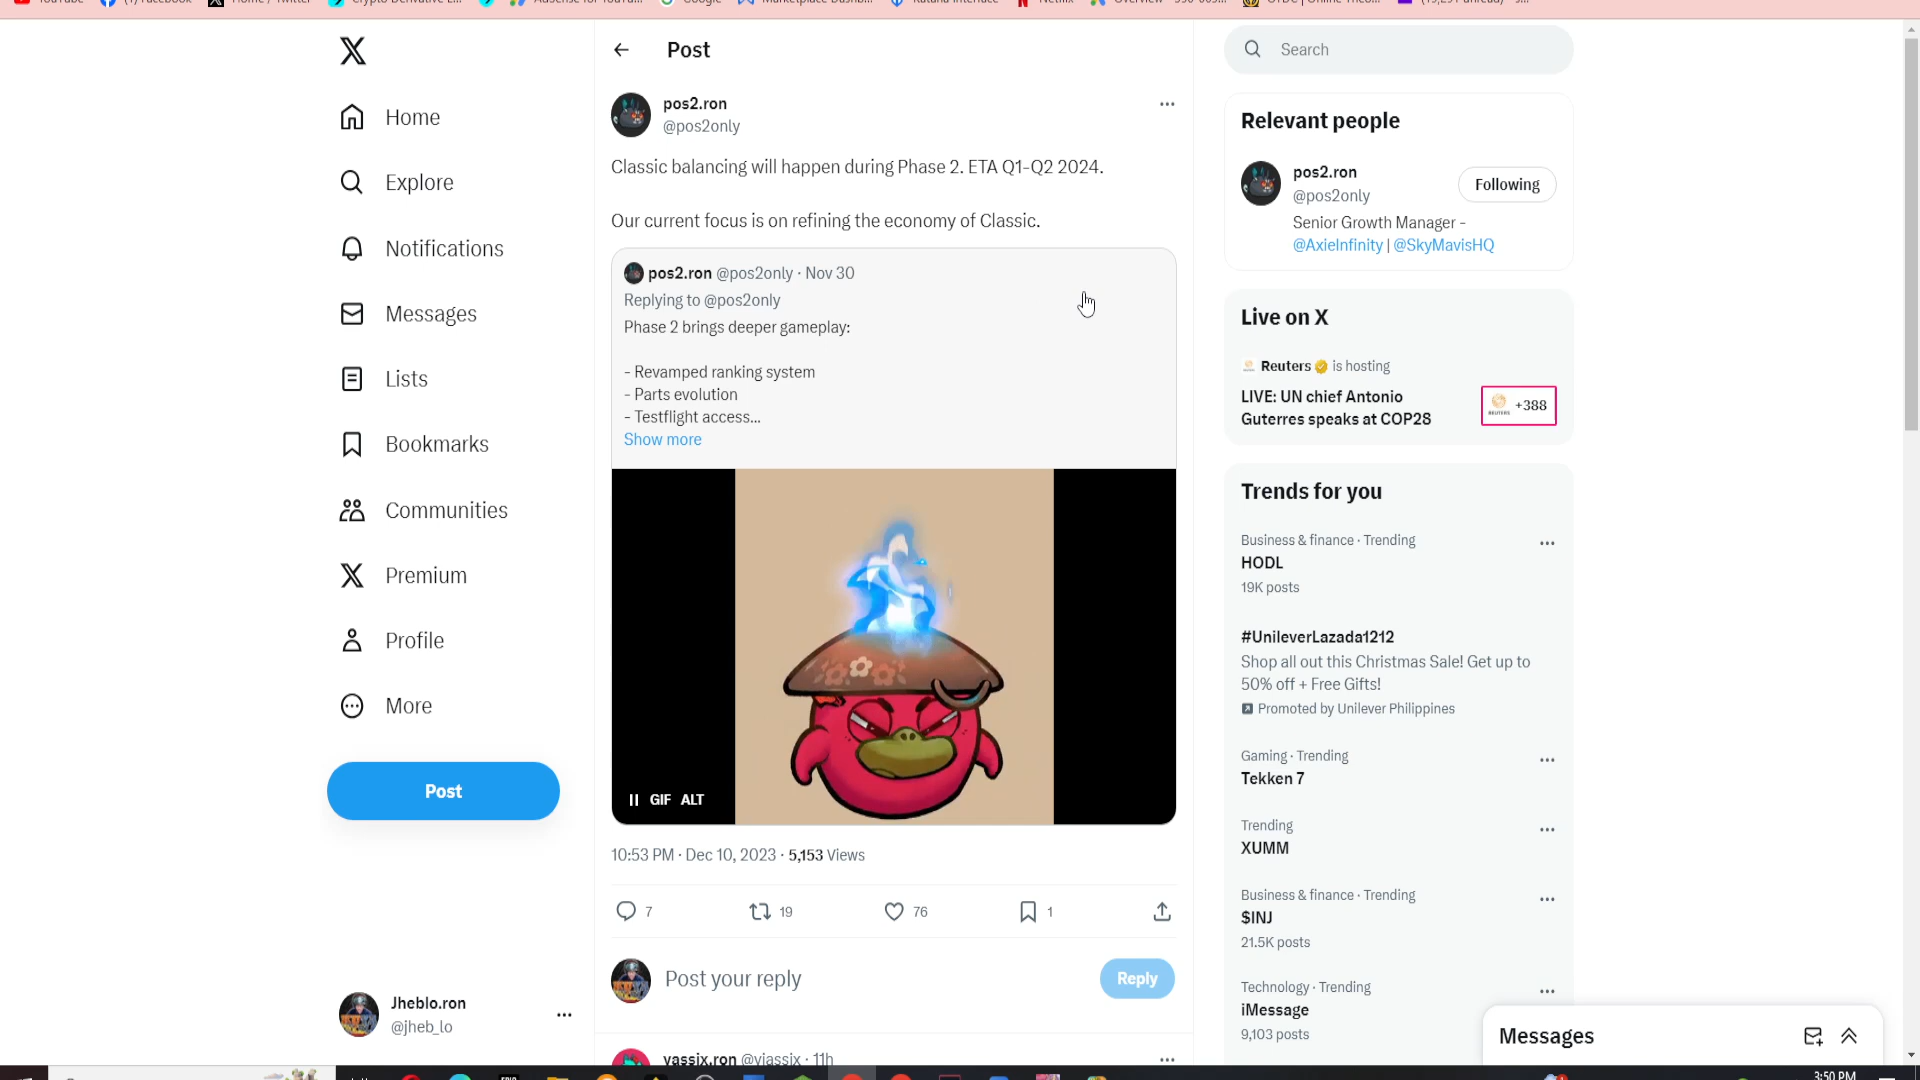 Home
Explore
Notifications
Messages
Lists
Bookmarks
Communities
Premium
Profile
More
Post
Jheblo.ron
@jheb_lo
Post
pos2.ron
@pos2only
Classic balancing will happen during Phase 2. ETA Q1-Q2 2024.
Our current focus is on refining the economy of Classic.
pos2.ron @pos2only · Nov 30
Replying to @pos2only
Phase 2 brings deeper gameplay:
- Revamped ranking system
- Parts evolution
- Testflight access...
Show more
GIF ALT
10:53 PM · Dec 10, 2023 · 5,153 Views
7
19
76
1
Post your reply
Reply
vassix.ron @viassix · 11h
Search
Relevant people
pos2.ron
@pos2only
Following
Senior Growth Manager -
@AxieInfinity | @SkyMavisHQ
Live on X
Reuters is hosting
LIVE: UN chief Antonio
Guterres speaks at COP28
REUTERS
+388
Trends for you
Business & finance · Trending
HODL
19K posts
#UnileverLazada1212
Shop all out this Christmas Sale! Get up to
50% off + Free Gifts!
Promoted by Unilever Philippines
Gaming · Trending
Tekken 7
Trending
XUMM
Business & finance · Trending
$INJ
21.5K posts
Technology · Trending
iMessage
9,103 posts
Messages
3:50 PM